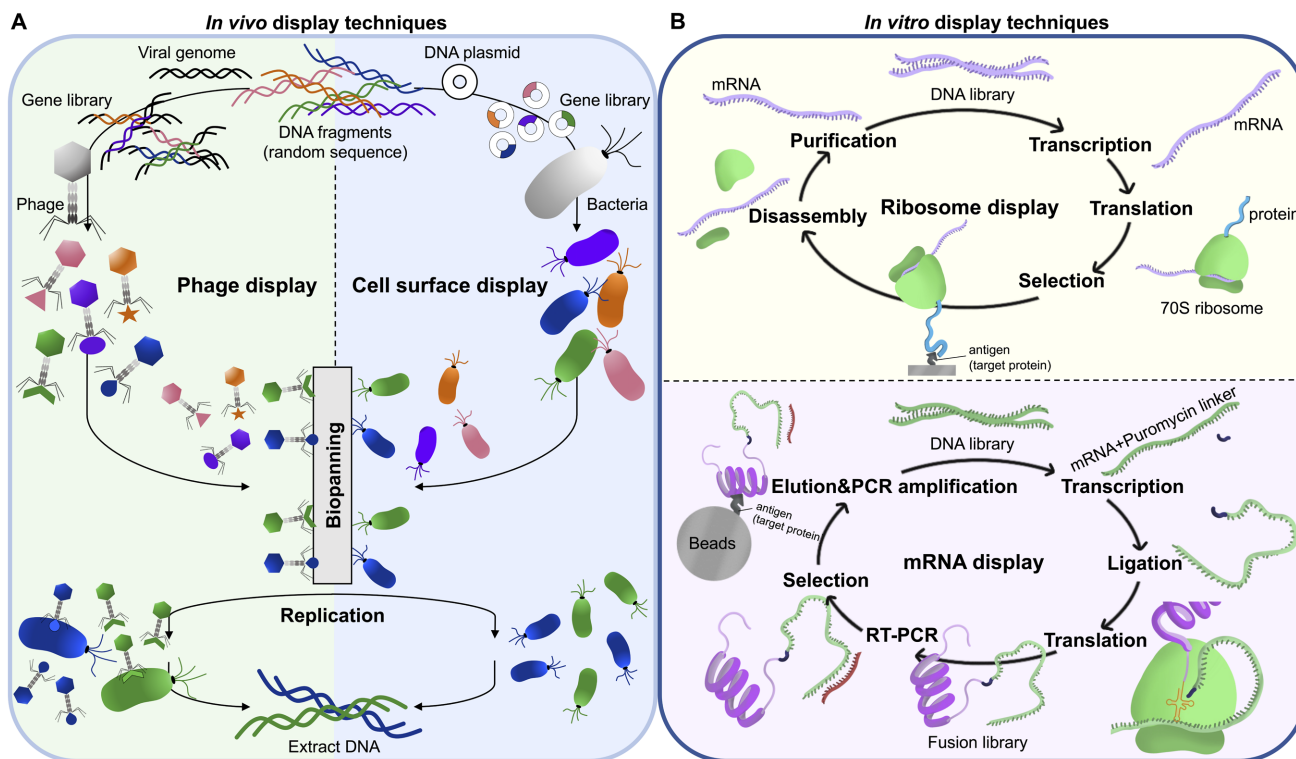 A
In vivo display techniques
Viral genome
DNA plasmid
Gene library
Gene library
DNA fragments
(random sequence)
Phage
Bacteria
Phage display
Cell surface display
Biopanning
Replication
Extract DNA
B
In vitro display techniques
mRNA
DNA library
mRNA
Purification
Transcription
Disassembly
Ribosome display
Translation
protein
Selection
70S ribosome
antigen
(target protein)
DNA library
mRNA+Puromycin linker
Elution&PCR amplification
Transcription
antigen
(target protein)
Beads
mRNA display
Ligation
Selection
RT-PCR
Translation
Fusion library